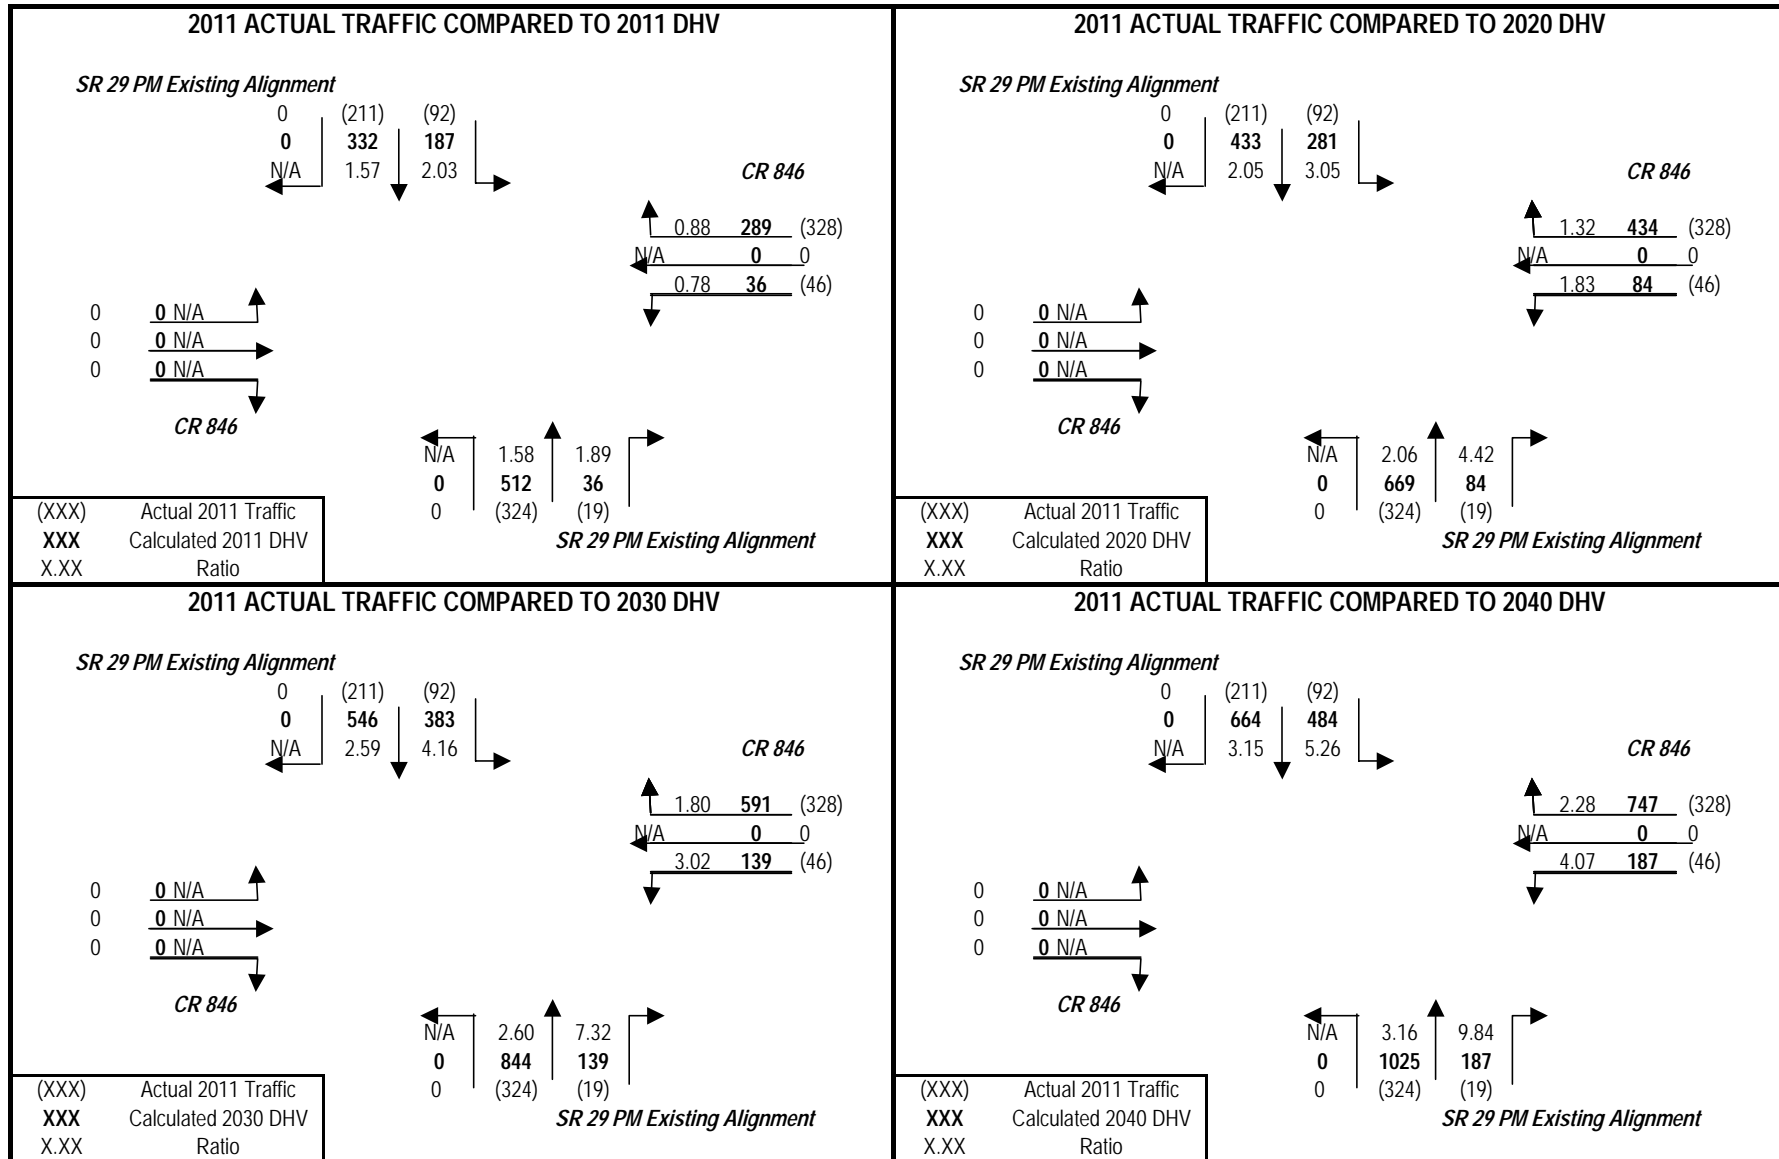 2011 ACTUAL TRAFFIC COMPARED TO 2011 DHV
SR 29 PM Existing Alignment
0 (211) (92)
0 332 187
N/A 1.57 2.03
CR 846
0.88 289 (328)
N/A 0 0
0.78 36 (46)
0 0 N/A
0 0 N/A
0 0 N/A
CR 846
N/A 1.58 1.89
0 512 36
0 (324) (19)
SR 29 PM Existing Alignment
(XXX) Actual 2011 Traffic
XXX Calculated 2011 DHV
X.XX Ratio
2011 ACTUAL TRAFFIC COMPARED TO 2020 DHV
SR 29 PM Existing Alignment
0 (211) (92)
0 433 281
N/A 2.05 3.05
CR 846
1.32 434 (328)
N/A 0 0
1.83 84 (46)
0 0 N/A
0 0 N/A
0 0 N/A
CR 846
N/A 2.06 4.42
0 669 84
0 (324) (19)
SR 29 PM Existing Alignment
(XXX) Actual 2011 Traffic
XXX Calculated 2020 DHV
X.XX Ratio
2011 ACTUAL TRAFFIC COMPARED TO 2030 DHV
SR 29 PM Existing Alignment
0 (211) (92)
0 546 383
N/A 2.59 4.16
CR 846
1.80 591 (328)
N/A 0 0
3.02 139 (46)
0 0 N/A
0 0 N/A
0 0 N/A
CR 846
N/A 2.60 7.32
0 844 139
0 (324) (19)
SR 29 PM Existing Alignment
(XXX) Actual 2011 Traffic
XXX Calculated 2030 DHV
X.XX Ratio
2011 ACTUAL TRAFFIC COMPARED TO 2040 DHV
SR 29 PM Existing Alignment
0 (211) (92)
0 664 484
N/A 3.15 5.26
CR 846
2.28 747 (328)
N/A 0 0
4.07 187 (46)
0 0 N/A
0 0 N/A
0 0 N/A
CR 846
N/A 3.16 9.84
0 1025 187
0 (324) (19)
SR 29 PM Existing Alignment
(XXX) Actual 2011 Traffic
XXX Calculated 2040 DHV
X.XX Ratio